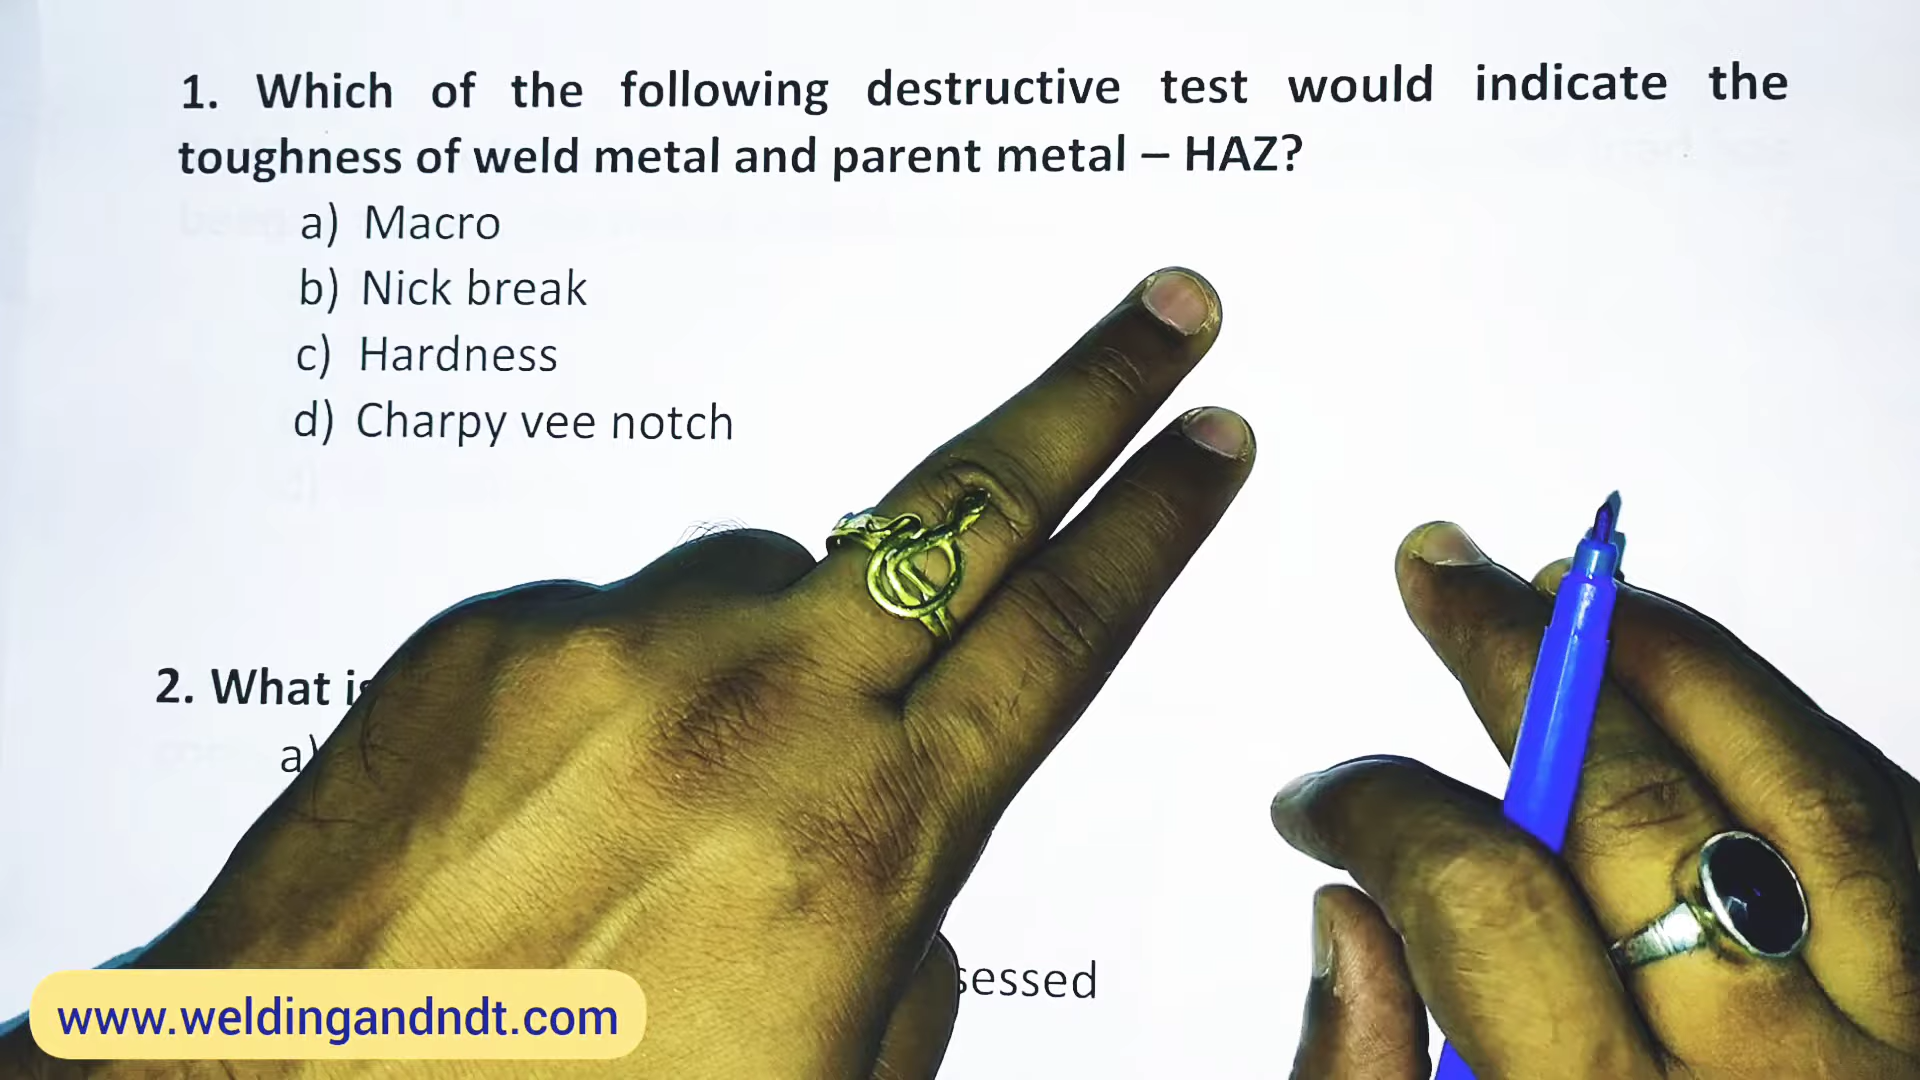 1. Which of the following destructive test would indicate the
toughness of weld metal and parent metal – HAZ?
a) Macro
b) Nick break
c) Hardness
d) Charpy vee notch
2. What
a)
www.weldingandndt.com